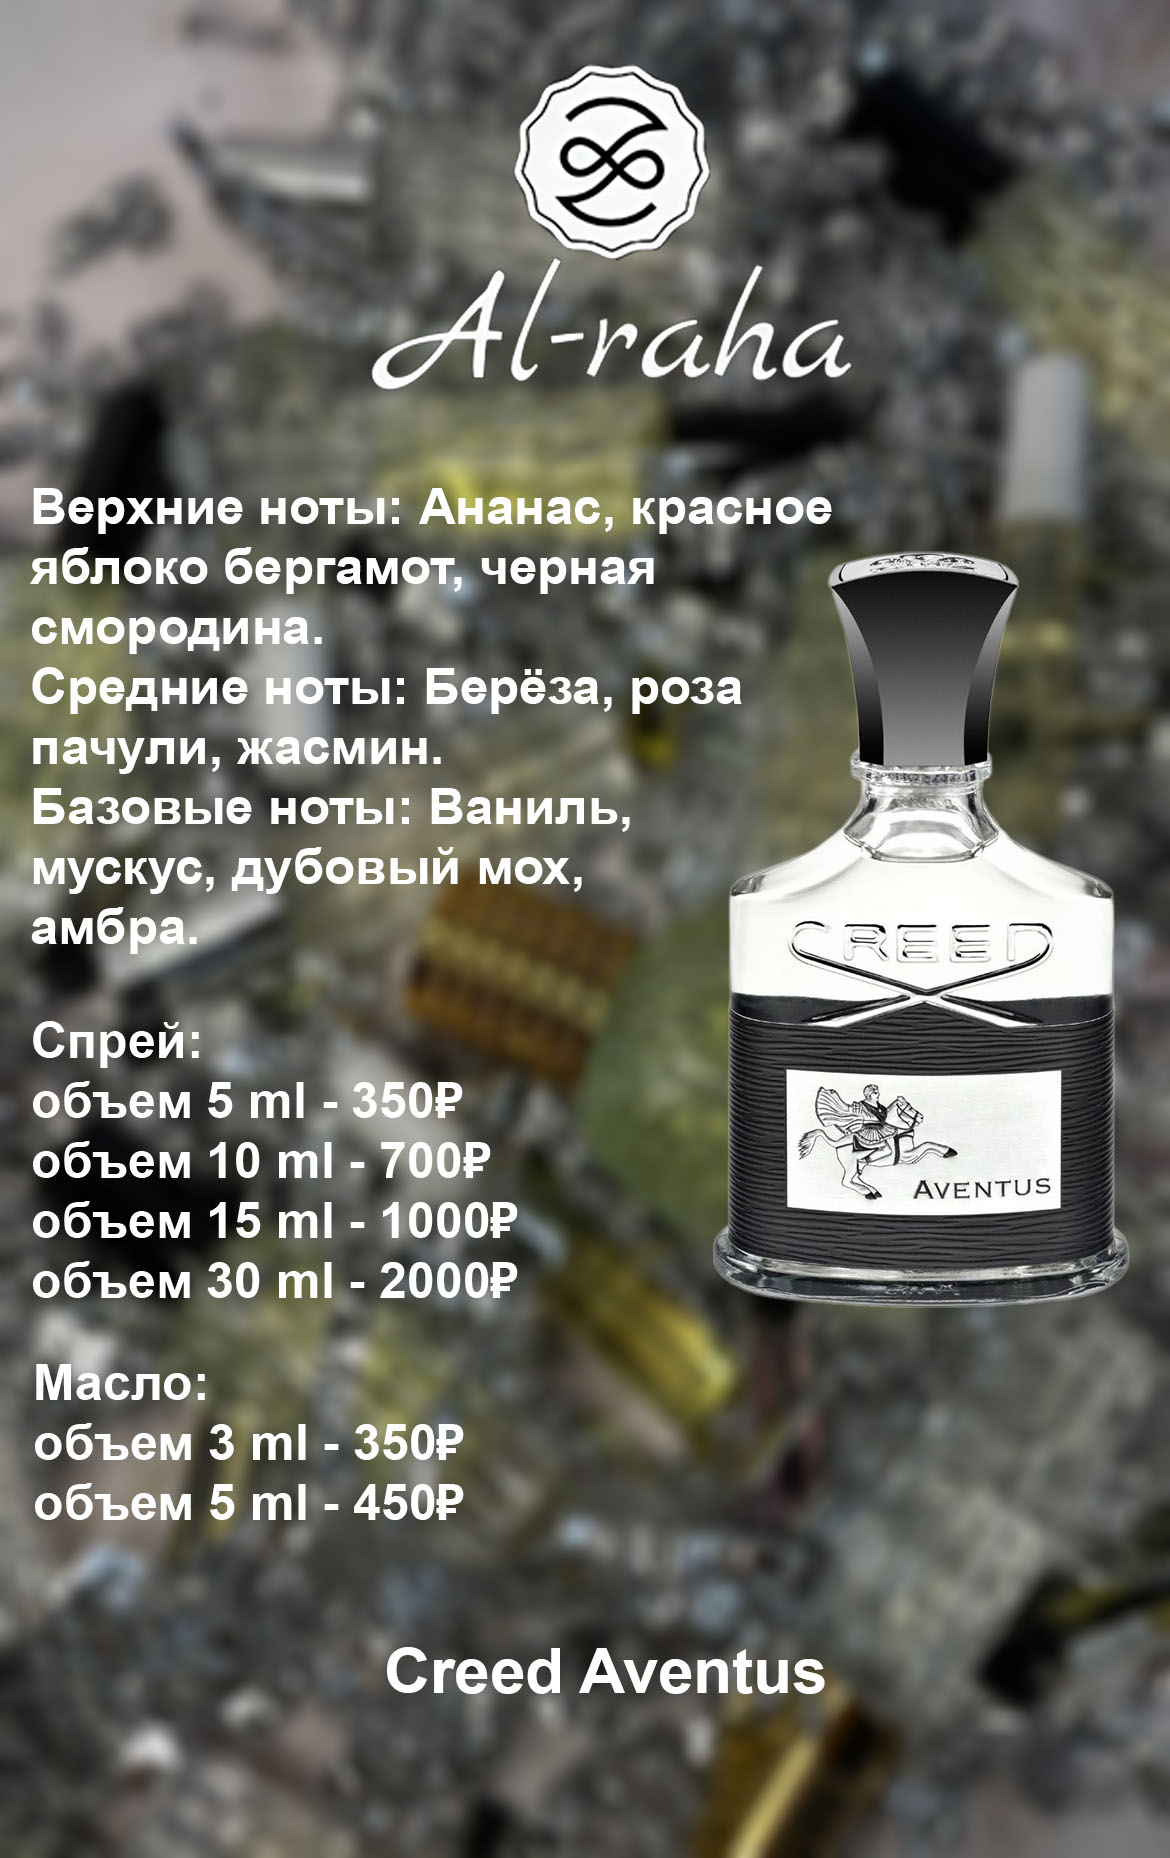 Al-raha
Верхние ноты: Ананас, красное
яблоко бергамот, черная
смородина.
Средние ноты: Берёза, роза
пачули, жасмин.
Базовые ноты: Ваниль,
мускус, дубовый мох,
амбра.
CREED
AVENTUS
Спрей:
объем 5 ml - 350₽
объем 10 ml - 700₽
объем 15 ml - 1000₽
объем 30 ml - 2000₽
Масло:
объем 3 ml - 350₽
объем 5 ml - 450₽
Creed Aventus